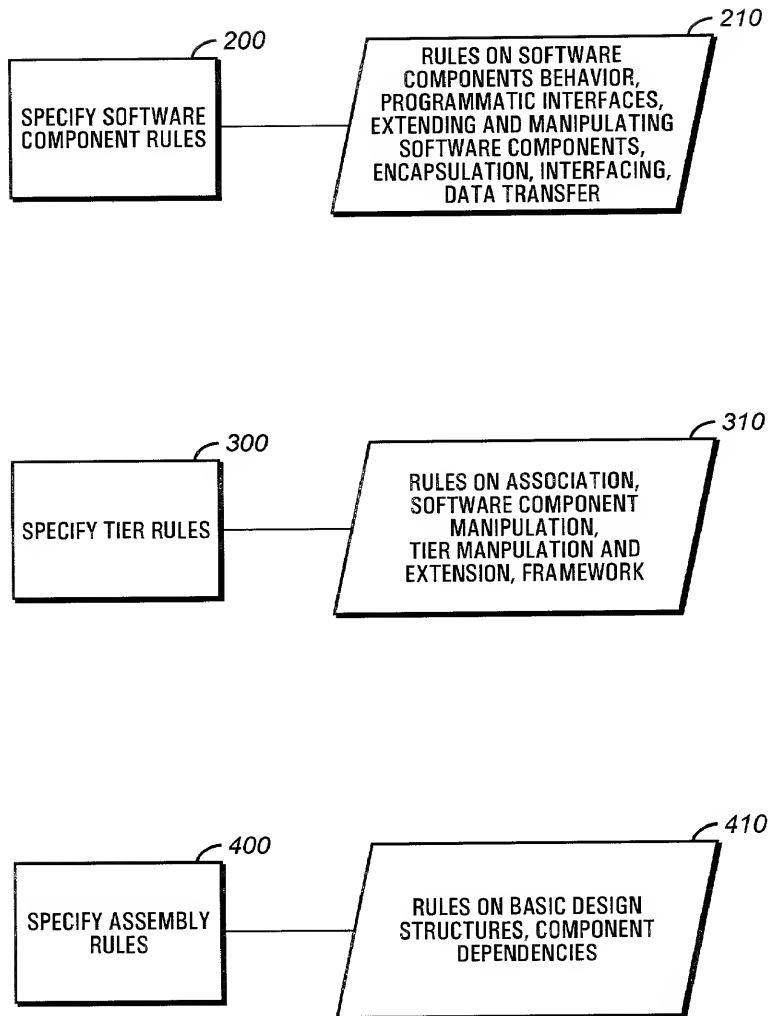 200
SPECIFY SOFTWARE
COMPONENT RULES
210
RULES ON SOFTWARE
COMPONENTS BEHAVIOR,
PROGRAMMATIC INTERFACES,
EXTENDING AND MANIPULATING
SOFTWARE COMPONENTS,
ENCAPSULATION, INTERFACING,
DATA TRANSFER
300
SPECIFY TIER RULES
310
RULES ON ASSOCIATION,
SOFTWARE COMPONENT
MANIPULATION,
TIER MANPULATION AND
EXTENSION, FRAMEWORK
400
SPECIFY ASSEMBLY
RULES
410
RULES ON BASIC DESIGN
STRUCTURES, COMPONENT
DEPENDENCIES